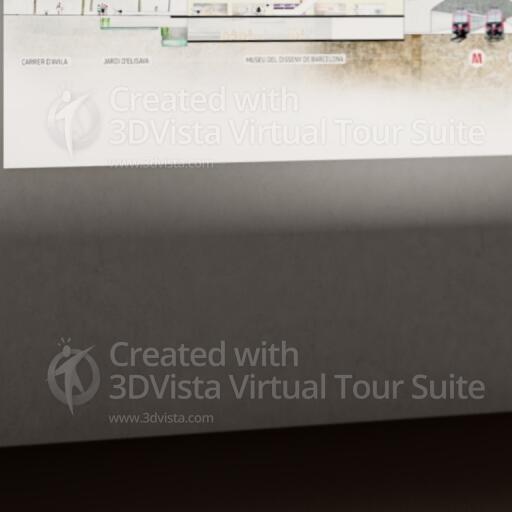 CARRER D'ÀVILA
JARDÍ D'ELISAVA
MUSEU DEL DISSENY DE BARCELONA
M
Created with
3DVista Virtual Tour Suite
www.3dvista.com
Created with
3DVista Virtual Tour Suite
www.3dvista.com